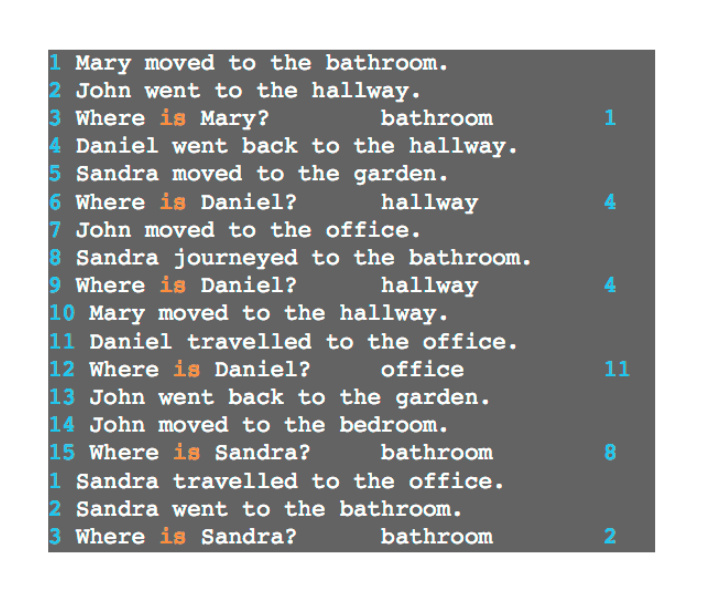 1 Mary moved to the bathroom.
2 John went to the hallway.
3 Where is Mary? bathroom 1
4 Daniel went back to the hallway.
5 Sandra moved to the garden.
6 Where is Daniel? hallway 4
7 John moved to the office.
8 Sandra journeyed to the bathroom.
9 Where is Daniel? hallway 4
10 Mary moved to the hallway.
11 Daniel travelled to the office.
12 Where is Daniel? office 11
13 John went back to the garden.
14 John moved to the bedroom.
15 Where is Sandra? bathroom 8
1 Sandra travelled to the office.
2 Sandra went to the bathroom.
3 Where is Sandra? bathroom 2